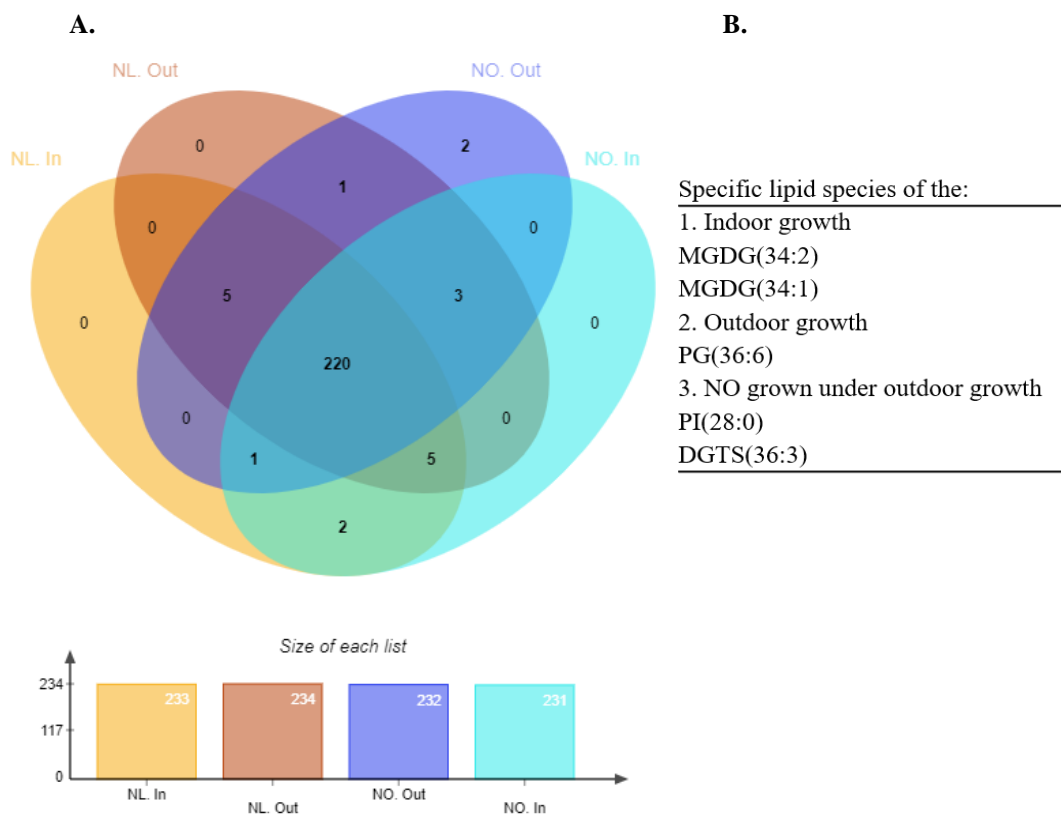 A.
B.
NL. Out
NO. Out
NL. In
NO. In
0
2
1
0
0
5
3
0
0
220
0
0
1
5
2
Specific lipid species of the:
1. Indoor growth
MGDG(34:2)
MGDG(34:1)
2. Outdoor growth
PG(36:6)
3. NO grown under outdoor growth
PI(28:0)
DGTS(36:3)
Size of each list
234
117
0
233
234
232
231
NL. In
NL. Out
NO. Out
NO. In